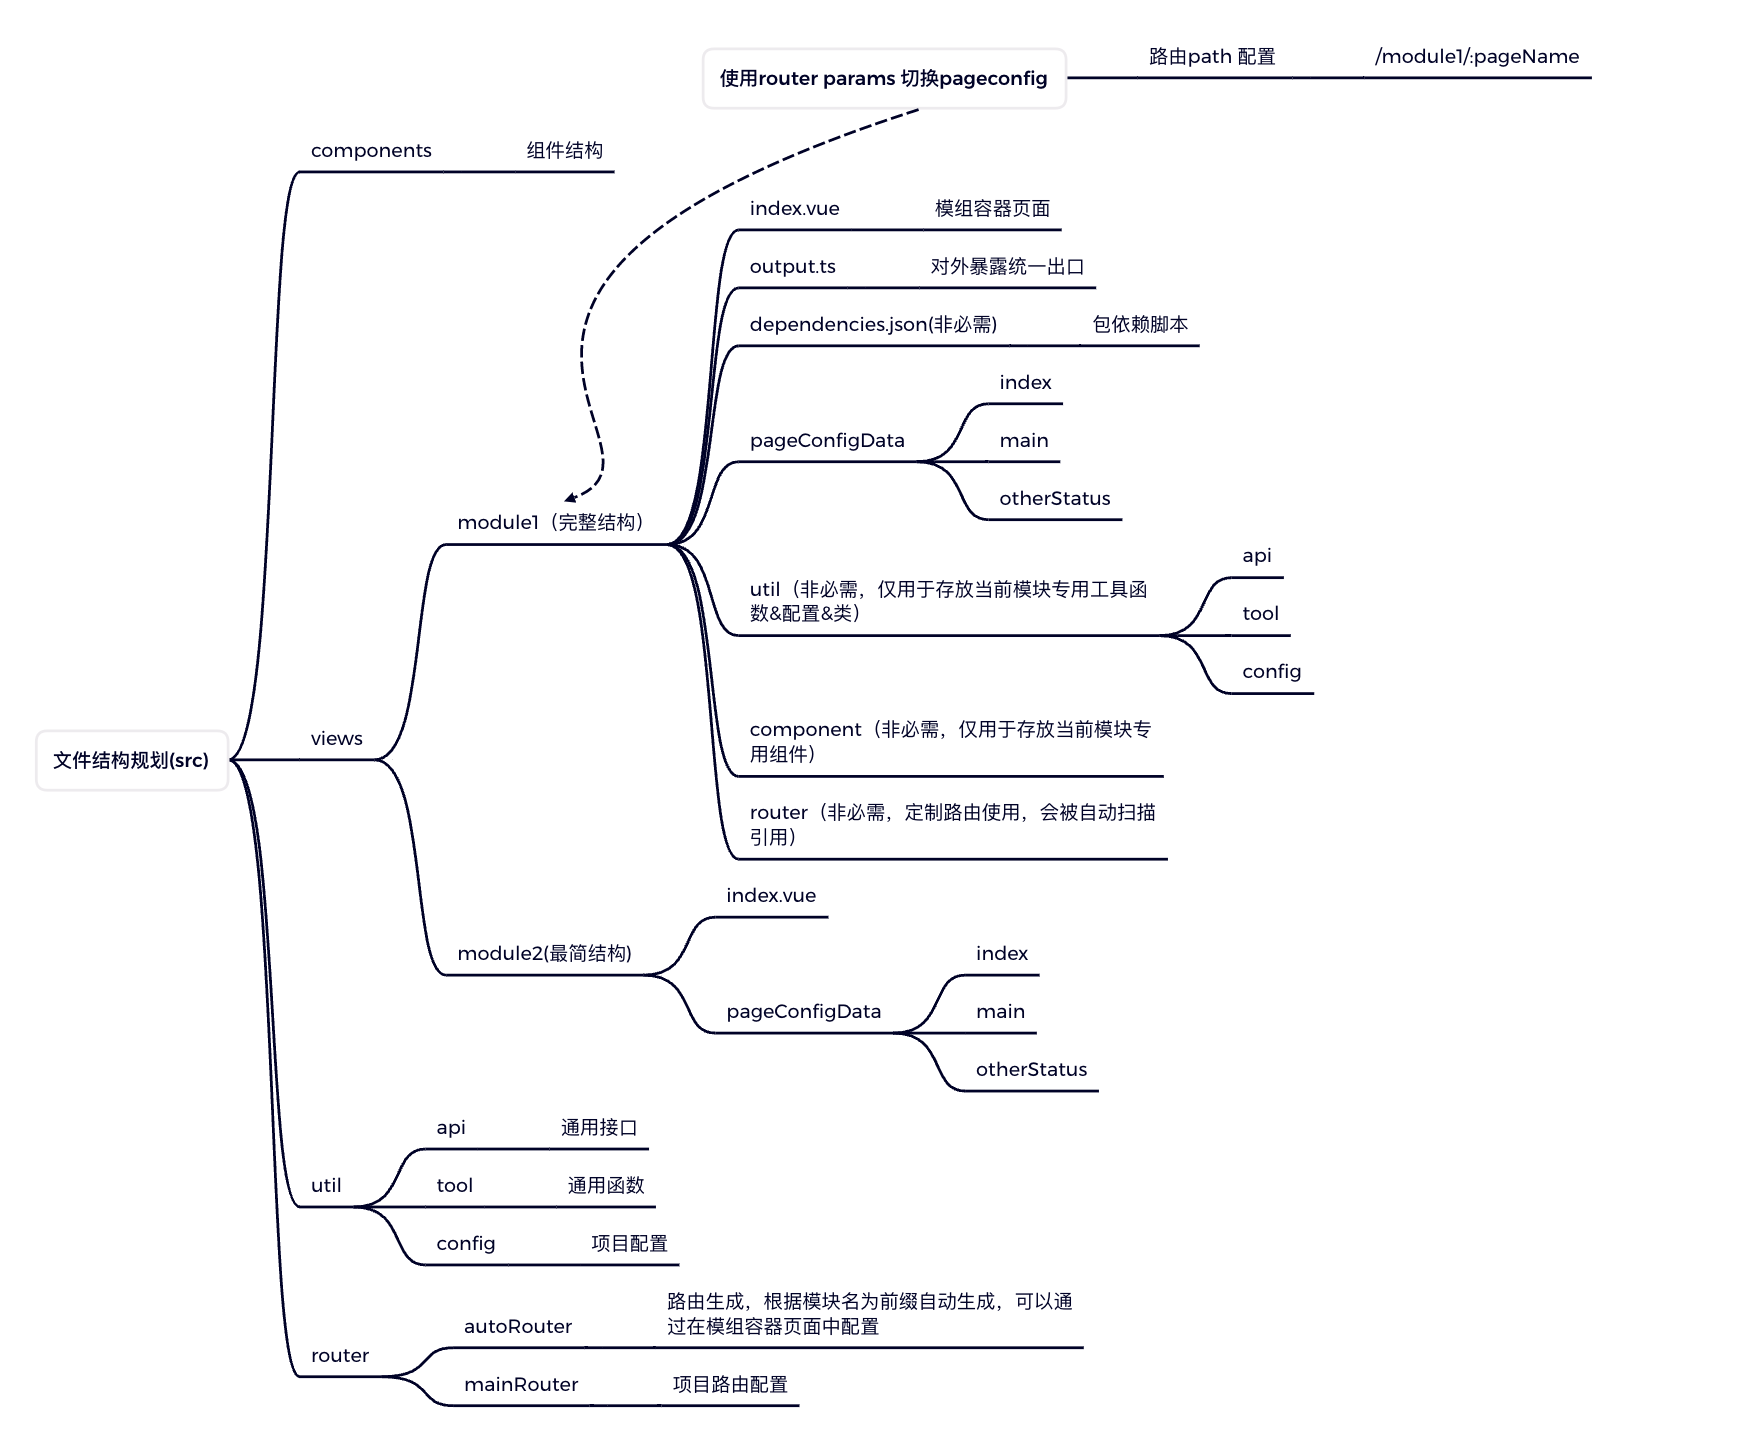 使用router params 切换pageconfig
路由path 配置
/module1/:pageName
components
组件结构
index.vue
模组容器页面
output.ts
对外暴露统一出口
dependencies.json(非必需)
包依赖脚本
index
pageConfigData
main
otherStatus
module1（完整结构）
api
util（非必需，仅用于存放当前模块专用工具函
数&配置&类）
tool
config
component（非必需，仅用于存放当前模块专
用组件）
views
文件结构规划(src)
router（非必需，定制路由使用，会被自动扫描
引用）
index.vue
module2(最简结构)
index
pageConfigData
main
otherStatus
api
通用接口
util
tool
通用函数
config
项目配置
autoRouter
路由生成，根据模块名为前缀自动生成，可以通
过在模组容器页面中配置
router
mainRouter
项目路由配置